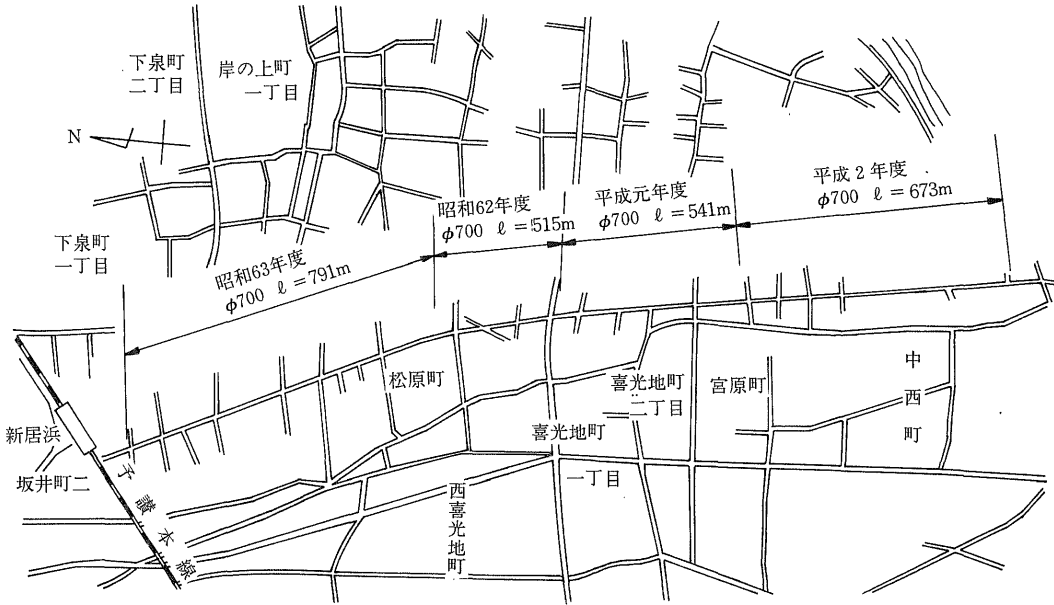 下泉町
二丁目
岸の上町
一丁目
N
下泉町
一丁目
昭和63年度
φ700 ℓ=791m
昭和62年度
φ700 ℓ=515m
平成元年度
φ700 ℓ=541m
平成2年度
φ700 ℓ=673m
新居浜
坂井町二
予讃本線
松原町
西喜光地町
喜光地町
一丁目
喜光地町
二丁目
宮原町
中西町